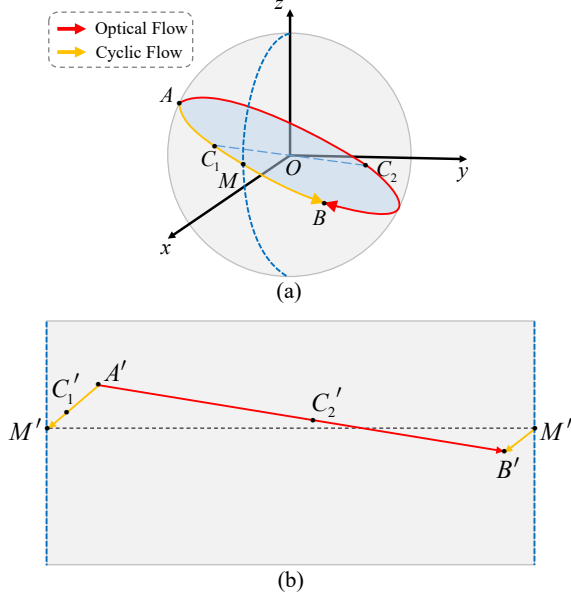 z
Optical Flow
Cyclic Flow
A
C₁
M
O
C₂
y
B
x
(a)
A′
C₁′
C₂′
M′
M′
B′
(b)